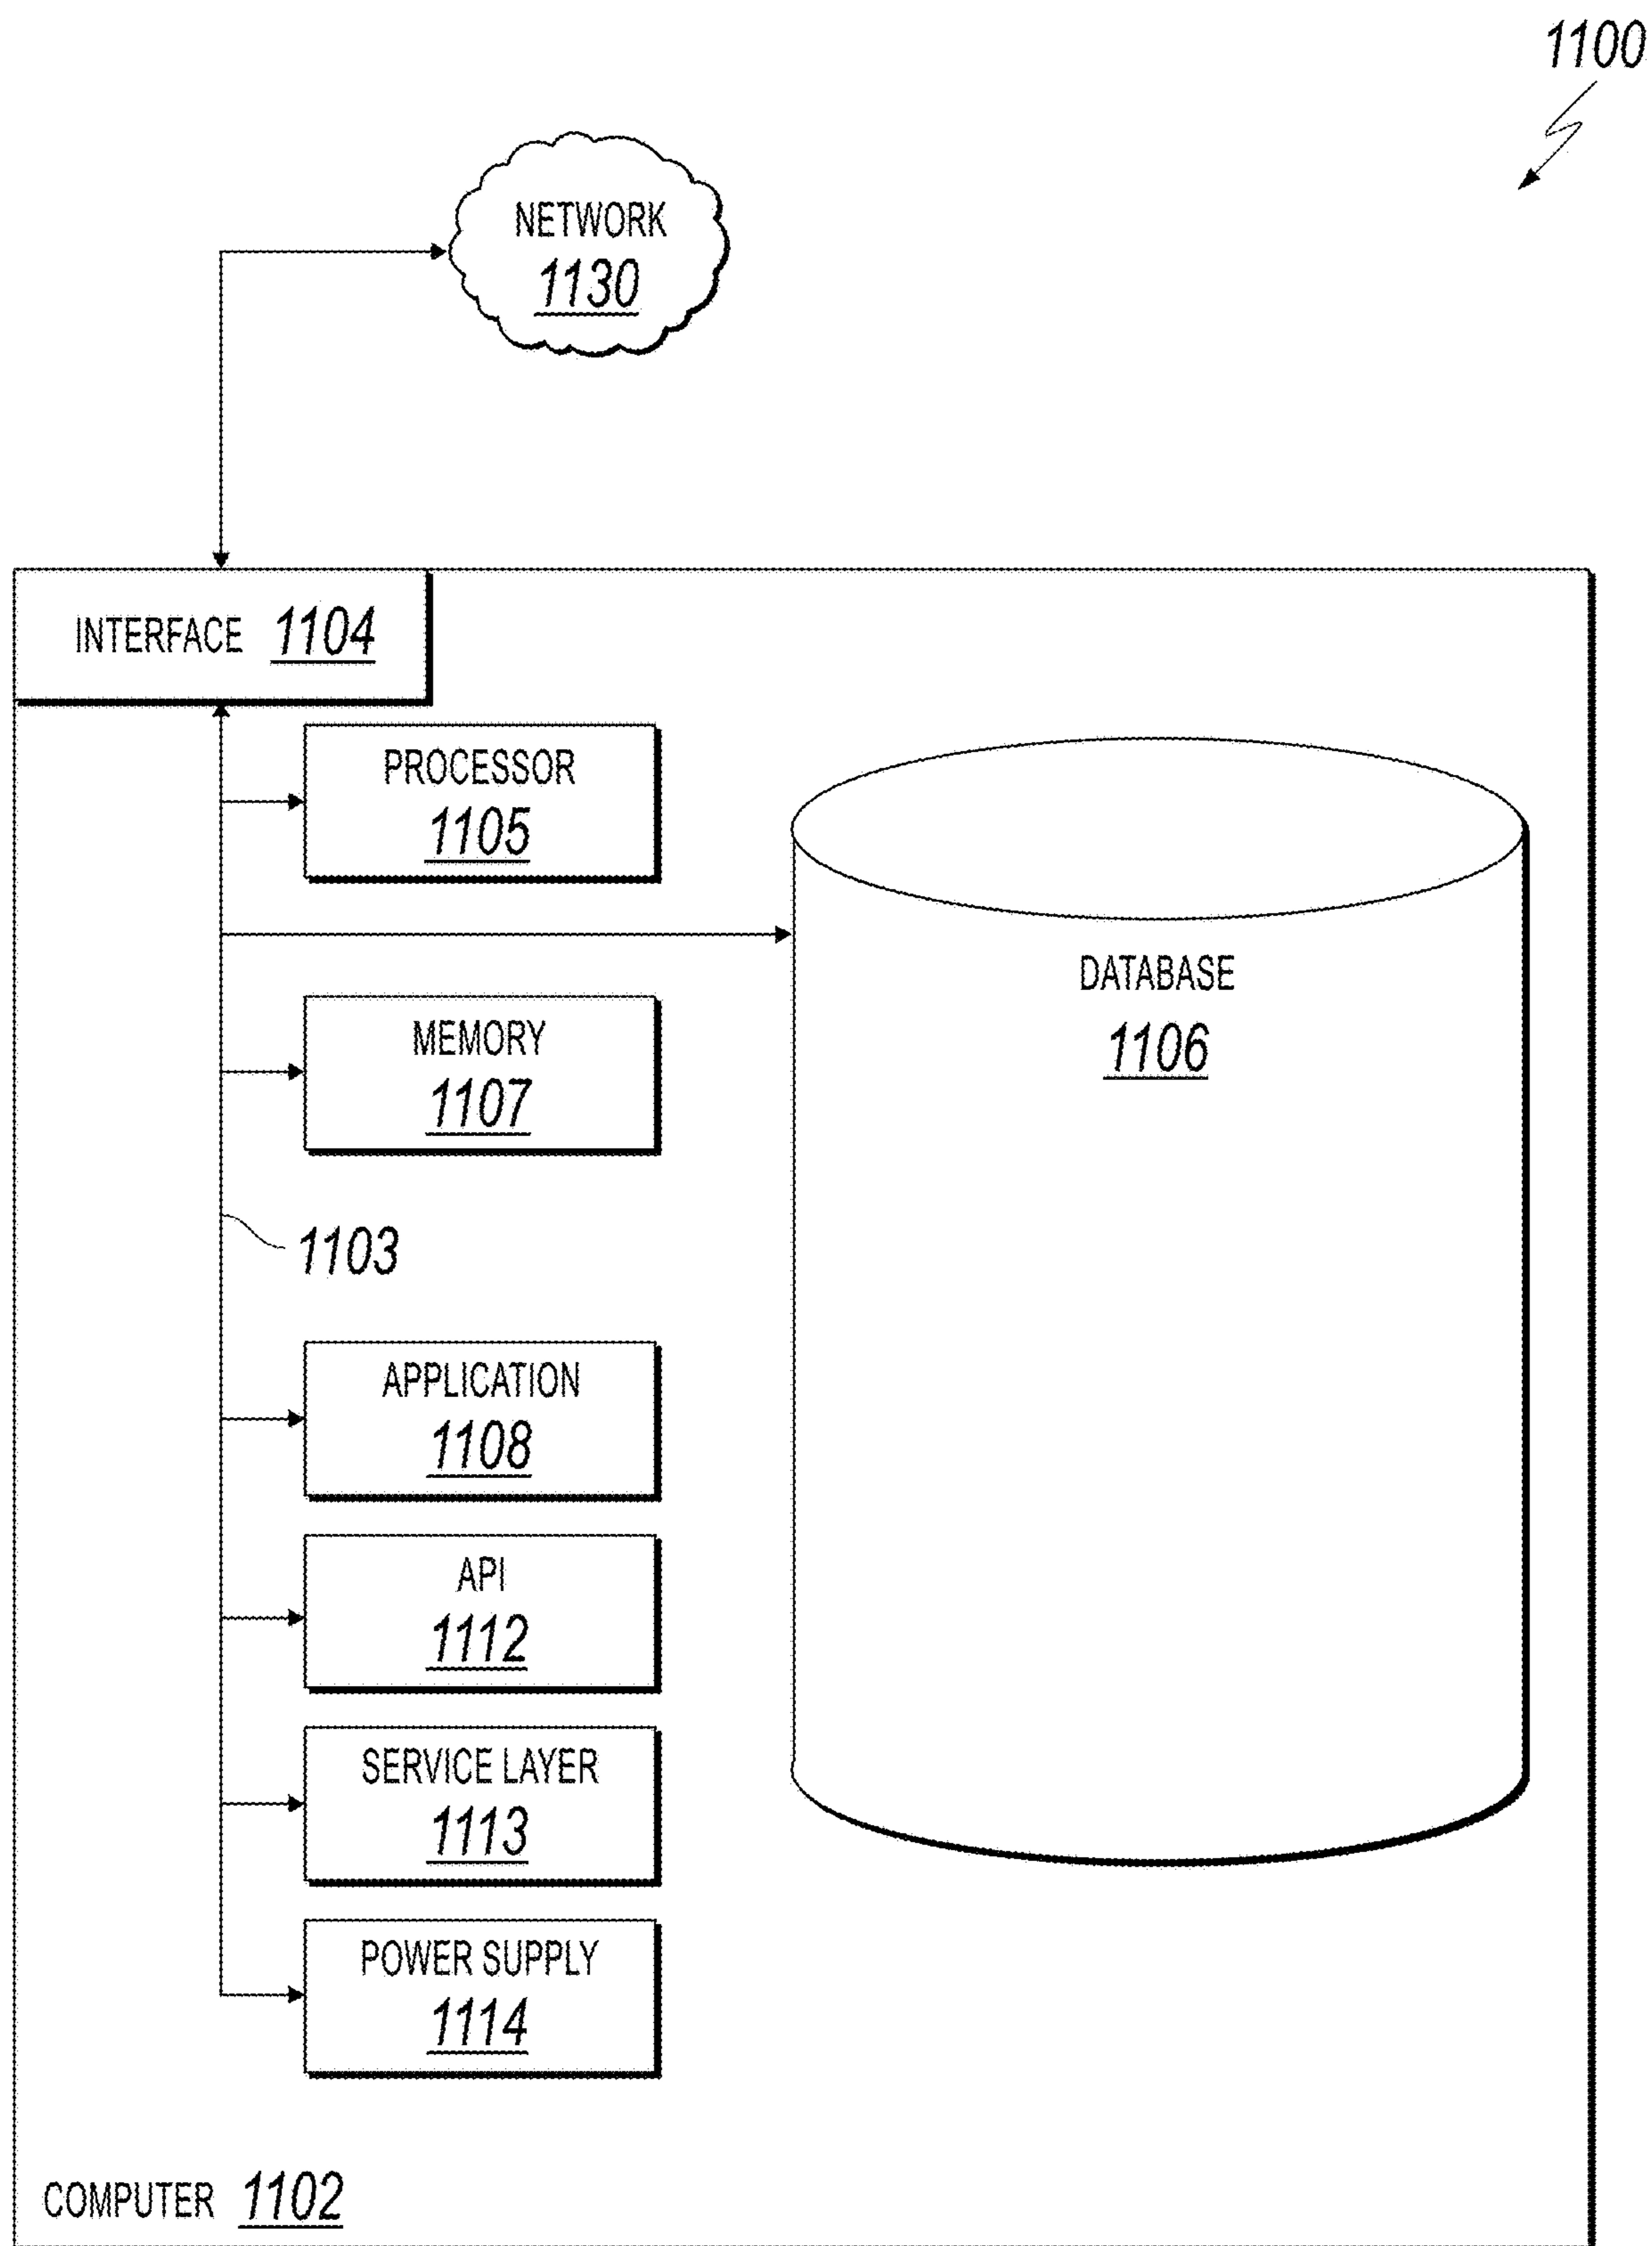 1100
NETWORK
1130
INTERFACE 1104
PROCESSOR
1105
DATABASE
1106
MEMORY
1107
1103
APPLICATION
1108
API
1112
SERVICE LAYER
1113
POWER SUPPLY
1114
COMPUTER 1102